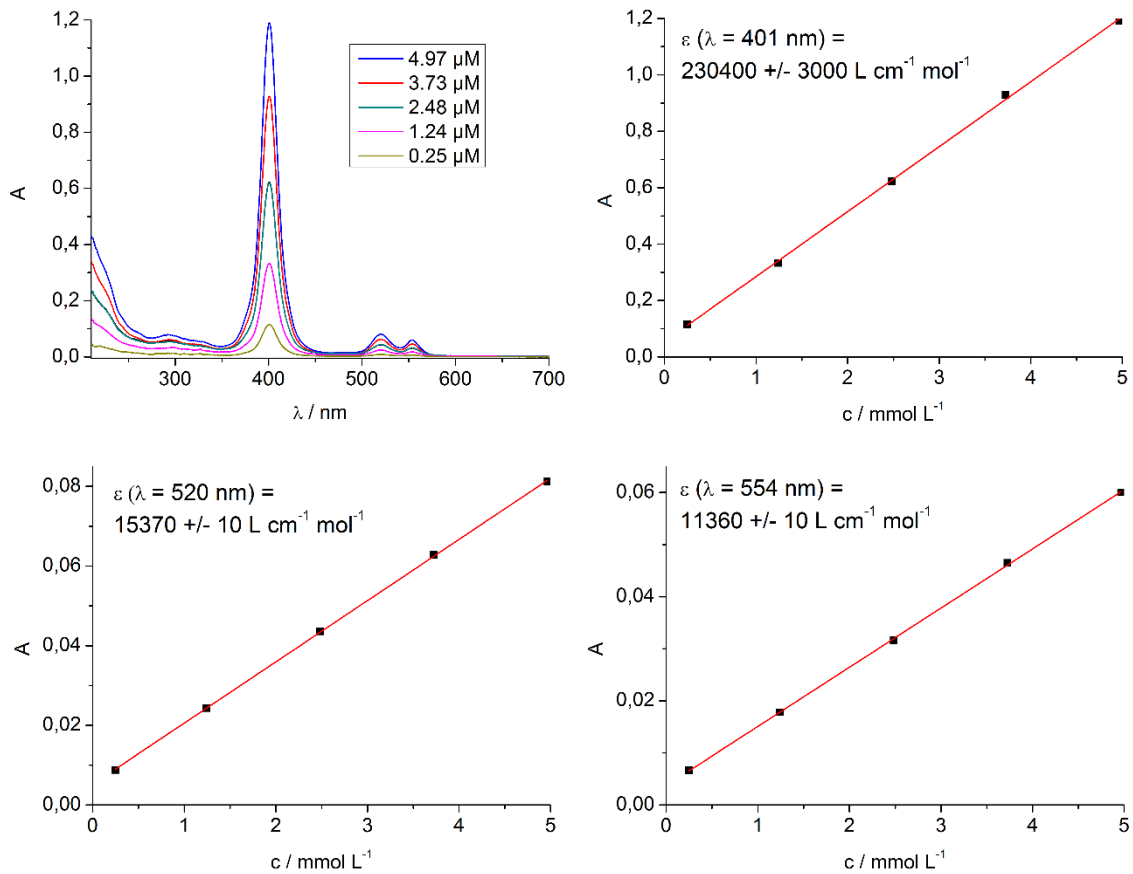 1,2
1,0
0,8
0,6
0,4
0,2
0,0
A
300 400 500 600 700
λ / nm
4.97 µM
3.73 µM
2.48 µM
1.24 µM
0.25 µM
1,2
1,0
0,8
0,6
0,4
0,2
0,0
A
0 1 2 3 4 5
c / mmol L⁻¹
ε (λ = 401 nm) =
230400 +/- 3000 L cm⁻¹ mol⁻¹
0,08
0,06
0,04
0,02
0,00
A
0 1 2 3 4 5
c / mmol L⁻¹
ε (λ = 520 nm) =
15370 +/- 10 L cm⁻¹ mol⁻¹
0,06
0,04
0,02
0,00
A
0 1 2 3 4 5
c / mmol L⁻¹
ε (λ = 554 nm) =
11360 +/- 10 L cm⁻¹ mol⁻¹